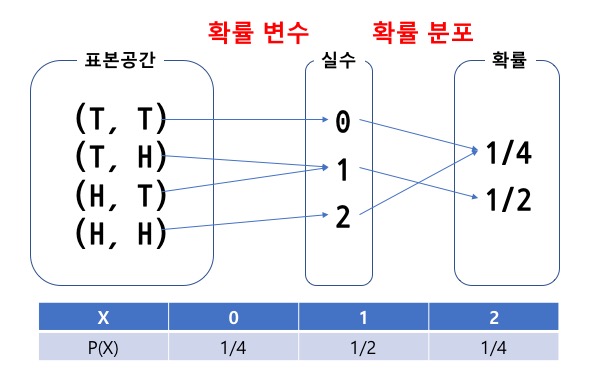 확률 변수 확률 분포
표본공간 실수 확률
(T, T)
(T, H)
(H, T)
(H, H)
0
1
2
1/4
1/2
X 0 1 2
P(X) 1/4 1/2 1/4